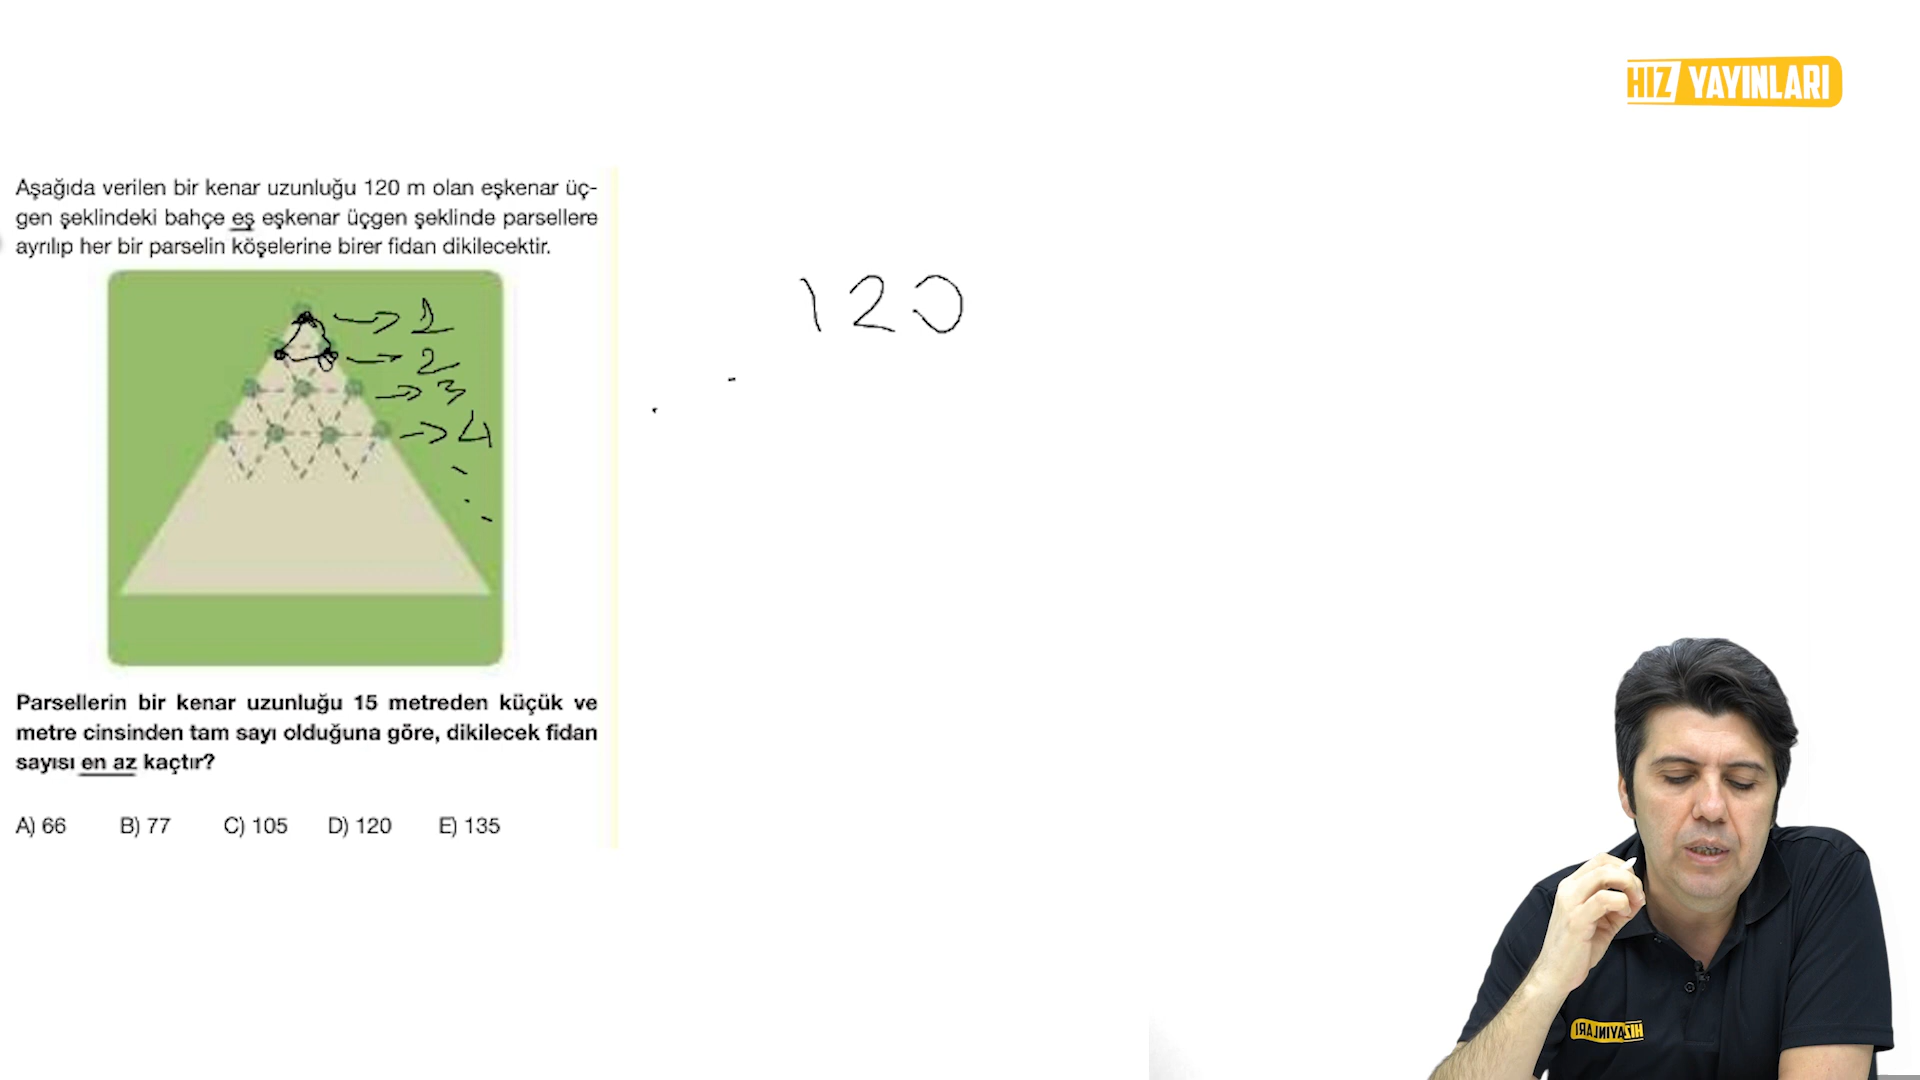 HIZ YAYINLARI
Aşağıda verilen bir kenar uzunluğu 120 m olan eşkenar üç-
gen şeklindeki bahçe eş eşkenar üçgen şeklinde parsellere
ayrılıp her bir parselin köşelerine birer fidan dikilecektir.
1
2
3
4
120
Parsellerin bir kenar uzunluğu 15 metreden küçük ve
metre cinsinden tam sayı olduğuna göre, dikilecek fidan
sayısı en az kaçtır?
A) 66 B) 77 C) 105 D) 120 E) 135
HIZ YAYINLARI